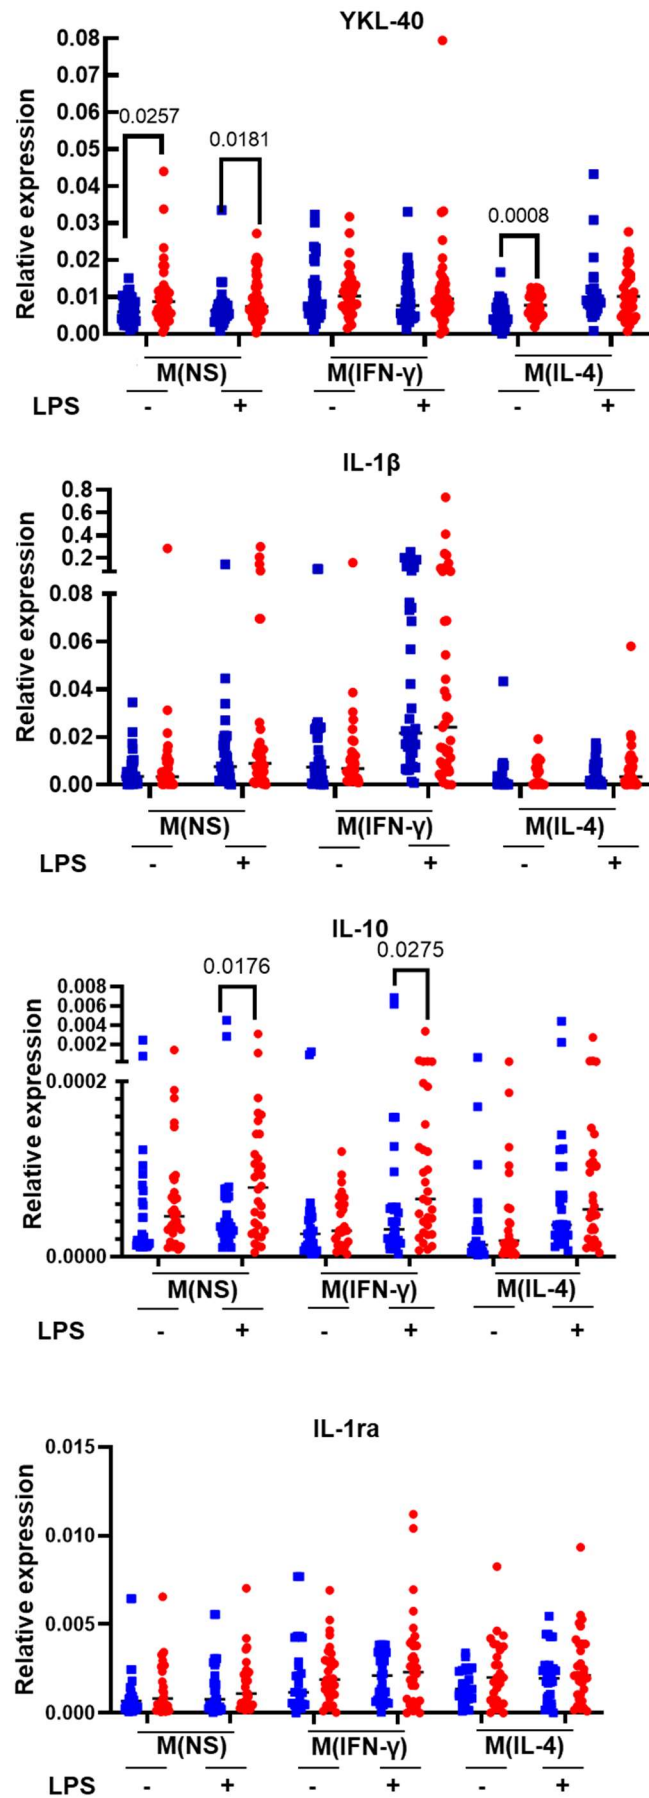 YKL-40
Relative expression
0.08
0.07
0.06
0.05
0.04
0.03
0.02
0.01
0.00
0.0257
0.0181
0.0008
M(NS) M(IFN-γ) M(IL-4)
LPS - + - + - +
IL-1β
Relative expression
0.8
0.6
0.4
0.2
0.08
0.06
0.04
0.02
0.00
M(NS) M(IFN-γ) M(IL-4)
LPS - + - + - +
IL-10
Relative expression
0.008
0.006
0.004
0.002
0.0002
0.0000
0.0176
0.0275
M(NS) M(IFN-γ) M(IL-4)
LPS - + - + - +
IL-1ra
Relative expression
0.015
0.010
0.005
0.000
M(NS) M(IFN-γ) M(IL-4)
LPS - + - + - +